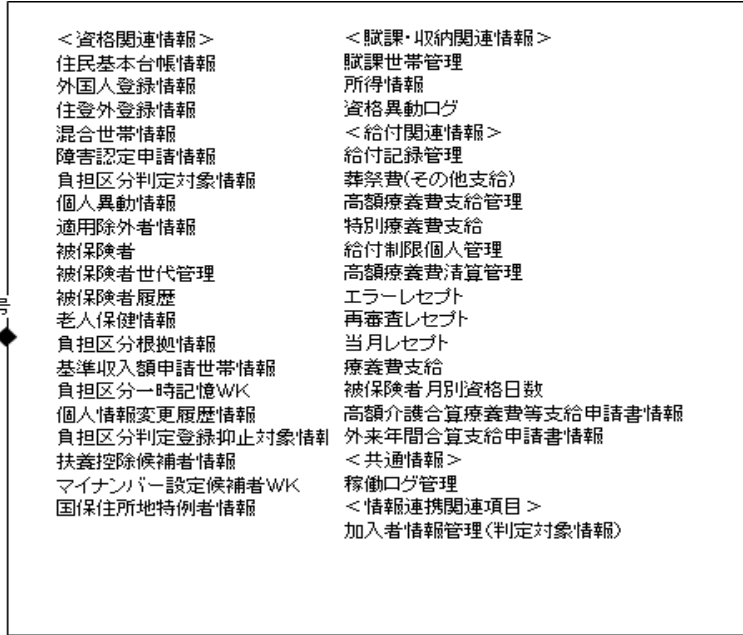 ＜資格関連情報＞
住民基本台帳情報
外国人登録情報
住登外登録情報
混合世帯情報
障害認定申請情報
負担区分判定対象情報
個人異動情報
適用除外者情報
被保険者
被保険者世代管理
被保険者履歴
老人保健情報
負担区分根拠情報
基準収入額申請世帯情報
負担区分一時記憶WK
個人情報変更履歴情報
負担区分判定登録抑止対象情報
扶養控除候補者情報
マイナンバー設定候補者WK
国保住所地特例者情報
＜賦課・収納関連情報＞
賦課世帯管理
所得情報
資格異動ログ
＜給付関連情報＞
給付記録管理
葬祭費(その他支給)
高額療養費支給管理
特別療養費支給
給付制限個人管理
高額療養費清算管理
エラーレセプト
再審査レセプト
当月レセプト
療養費支給
被保険者月別資格日数
高額介護合算療養費等支給申請書情報
外来年間合算支給申請書情報
＜共通情報＞
稼働ログ管理
＜情報連携関連項目＞
加入者情報管理(判定対象情報)
号